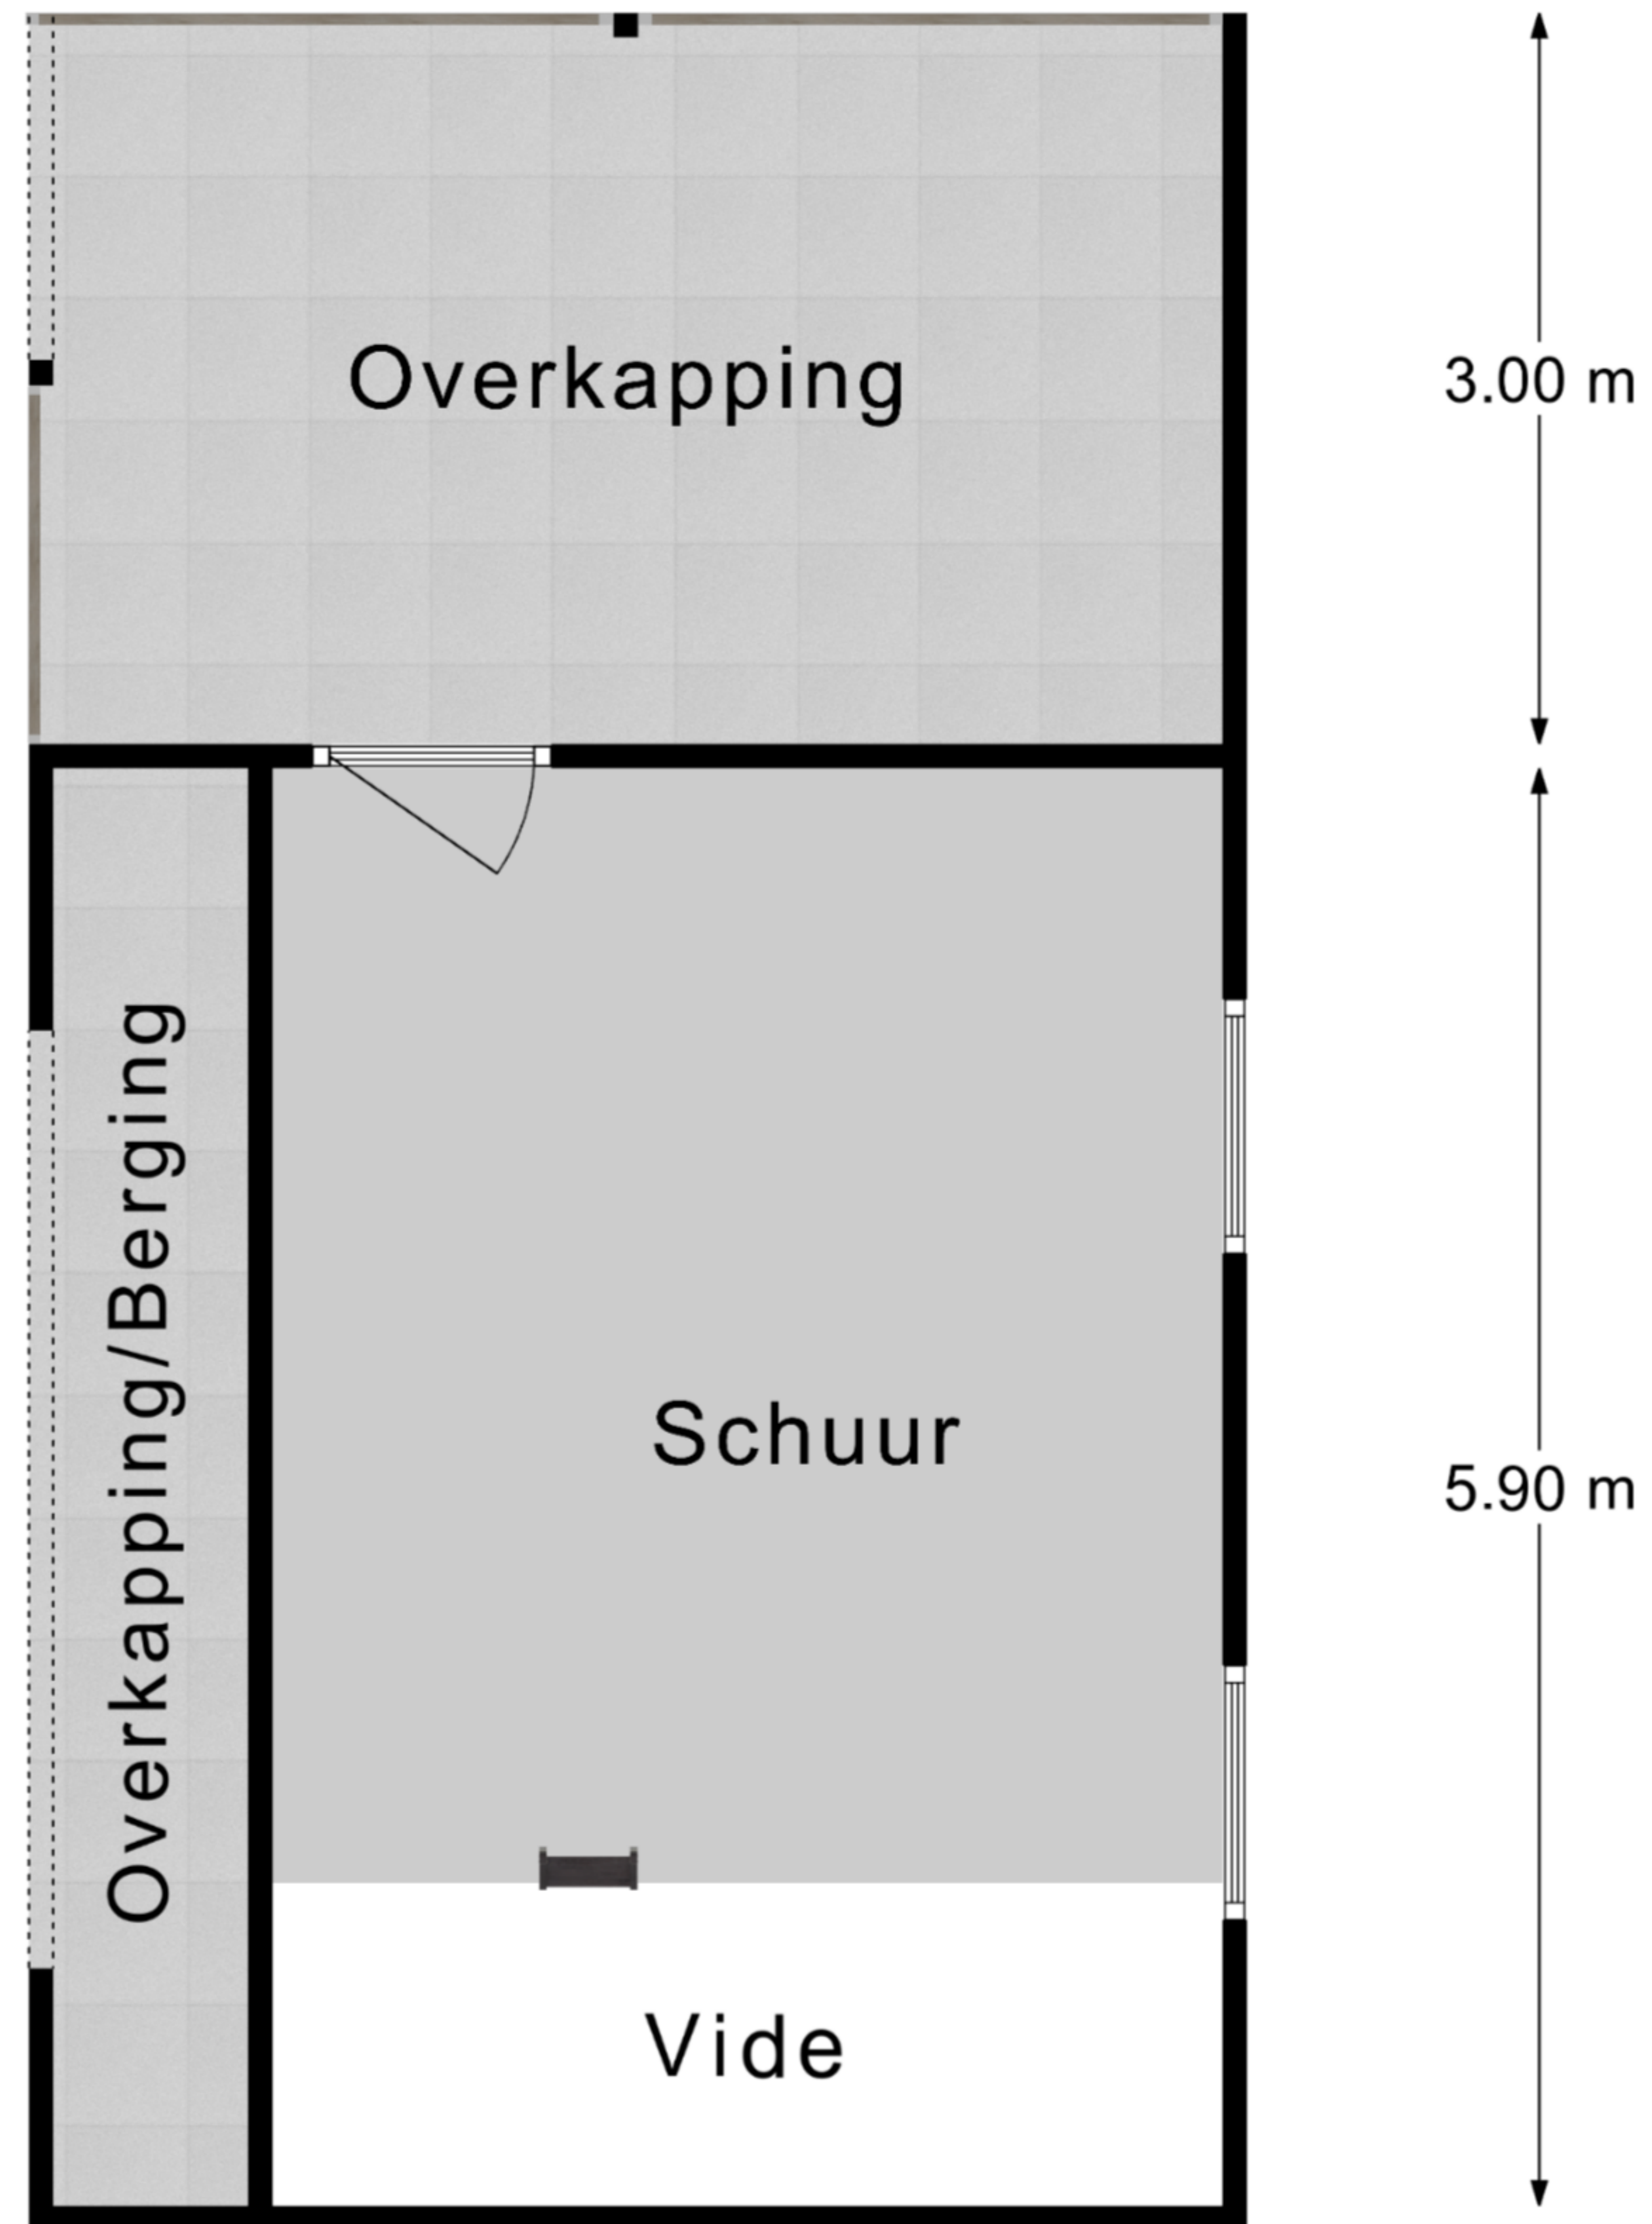 Overkapping
3.00 m
Overkapping/Berging
Schuur
5.90 m
Vide